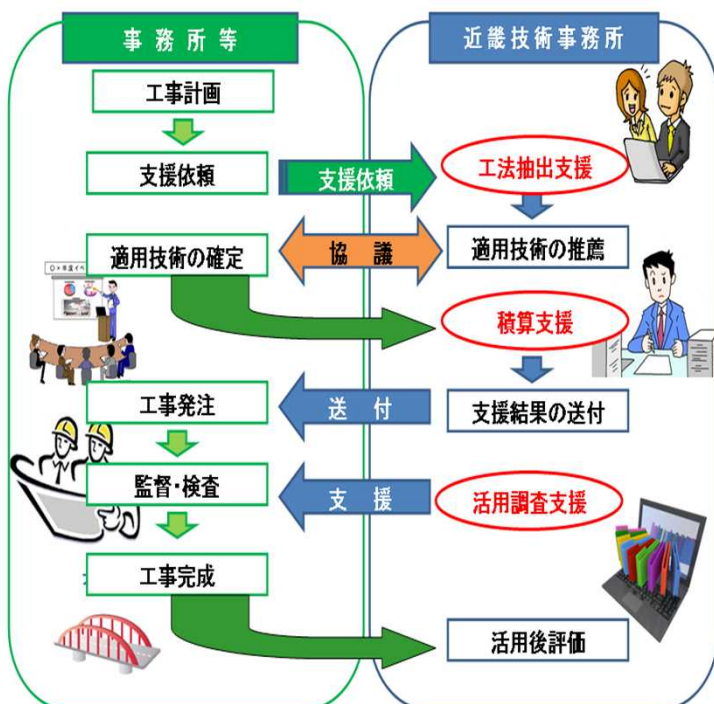 事務所等
近畿技術事務所
工事計画
支援依頼
支援依頼
工法抽出支援
適用技術の確定
協議
適用技術の推薦
積算支援
工事発注
送付
支援結果の送付
監督・検査
支援
活用調査支援
工事完成
活用後評価